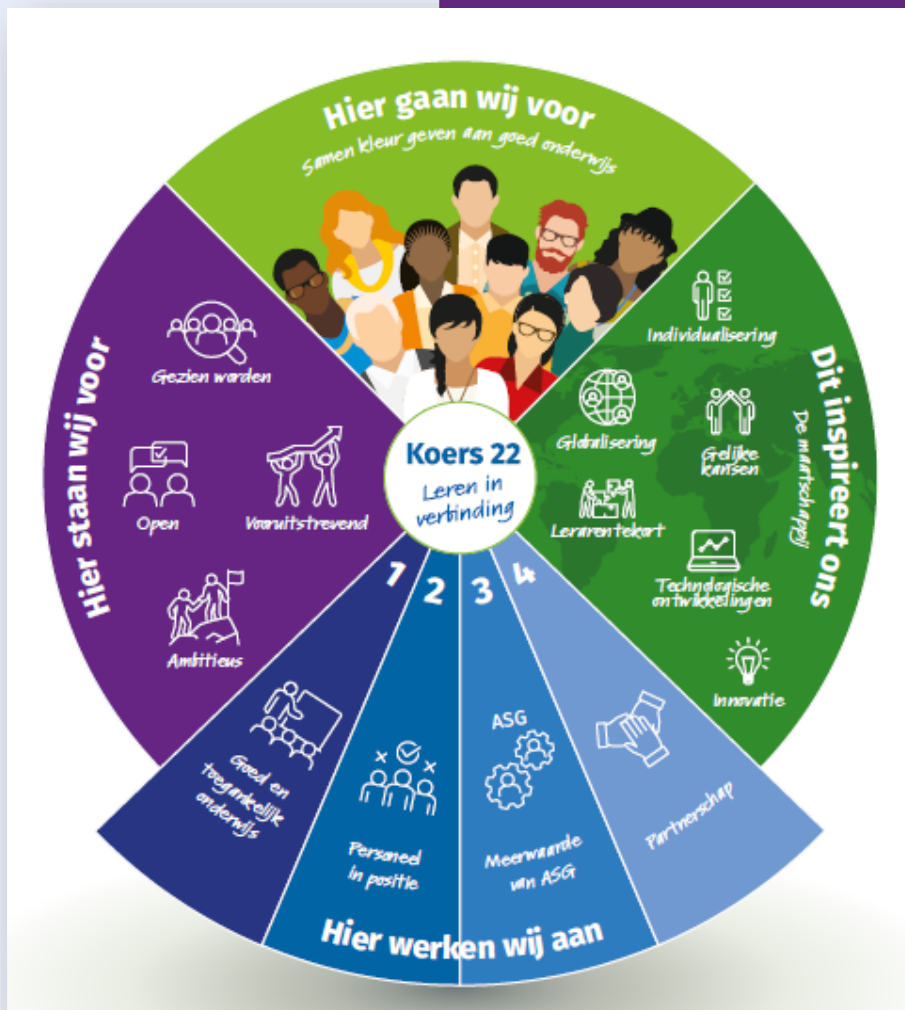 Hier gaan wij voor
Samen kleur geven aan goed onderwijs
Hier staan wij voor
Gezien worden
Open
Vooruitstrevend
Ambitieus
Koers 22
Leren in
verbinding
Dit inspireert ons
De maatschappij
Individualisering
Globalisering
Gelijke
kansen
Lerarentekort
Technologische
ontwikkelingen
Innovatie
1
2
3
4
Goed en
toegankelijk
onderwijs
Personeel
in positie
ASG
Meerwaarde
van ASG
Partnerschap
Hier werken wij aan